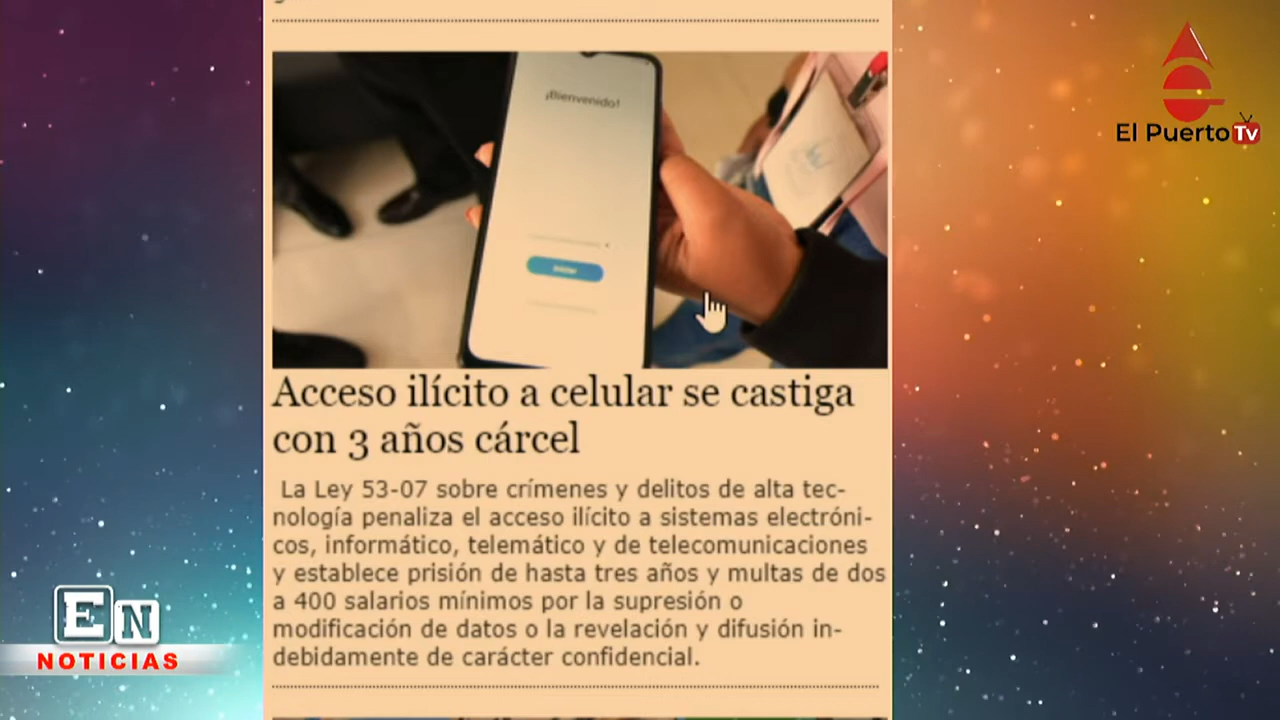 ¡Bienvenido!
El Puerto Tv
Acceso ilícito a celular se castiga
con 3 años cárcel
La Ley 53-07 sobre crímenes y delitos de alta tec-
nología penaliza el acceso ilícito a sistemas electróni-
cos, informático, telemático y de telecomunicaciones
y establece prisión de hasta tres años y multas de dos
a 400 salarios mínimos por la supresión o
modificación de datos o la revelación y difusión in-
debidamente de carácter confidencial.
EN
NOTICIAS